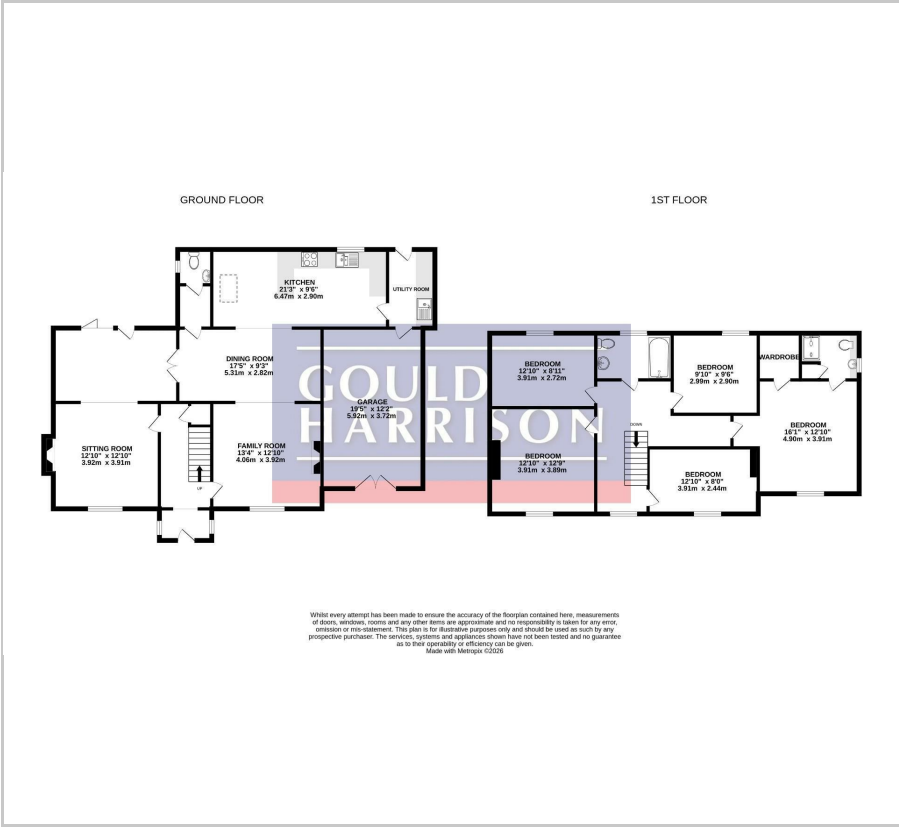 GROUND FLOOR
1ST FLOOR
KITCHEN
21'3" x 9'6"
6.47m x 2.90m
UTILITY ROOM
DINING ROOM
17'5" x 9'3"
5.31m x 2.82m
GARAGE
19'5" x 12'2"
5.92m x 3.72m
SITTING ROOM
12'10" x 12'10"
3.92m x 3.91m
FAMILY ROOM
13'4" x 12'10"
4.06m x 3.92m
UP
GOULD
HARRISON
BEDROOM
12'10" x 8'11"
3.91m x 2.72m
BEDROOM
9'10" x 9'6"
2.99m x 2.90m
WARDROBE
BEDROOM
16'1" x 12'10"
4.90m x 3.91m
DOWN
BEDROOM
12'10" x 12'9"
3.91m x 3.89m
BEDROOM
12'10" x 8'0"
3.91m x 2.44m
Whilst every attempt has been made to ensure the accuracy of the floorplan contained here, measurements
of doors, windows, rooms and any other items are approximate and no responsibility is taken for any error,
omission or mis-statement. This plan is for illustrative purposes only and should be used as such by any
prospective purchaser. The services, systems and appliances shown have not been tested and no guarantee
as to their operability or efficiency can be given.
Made with Metropix ©2026